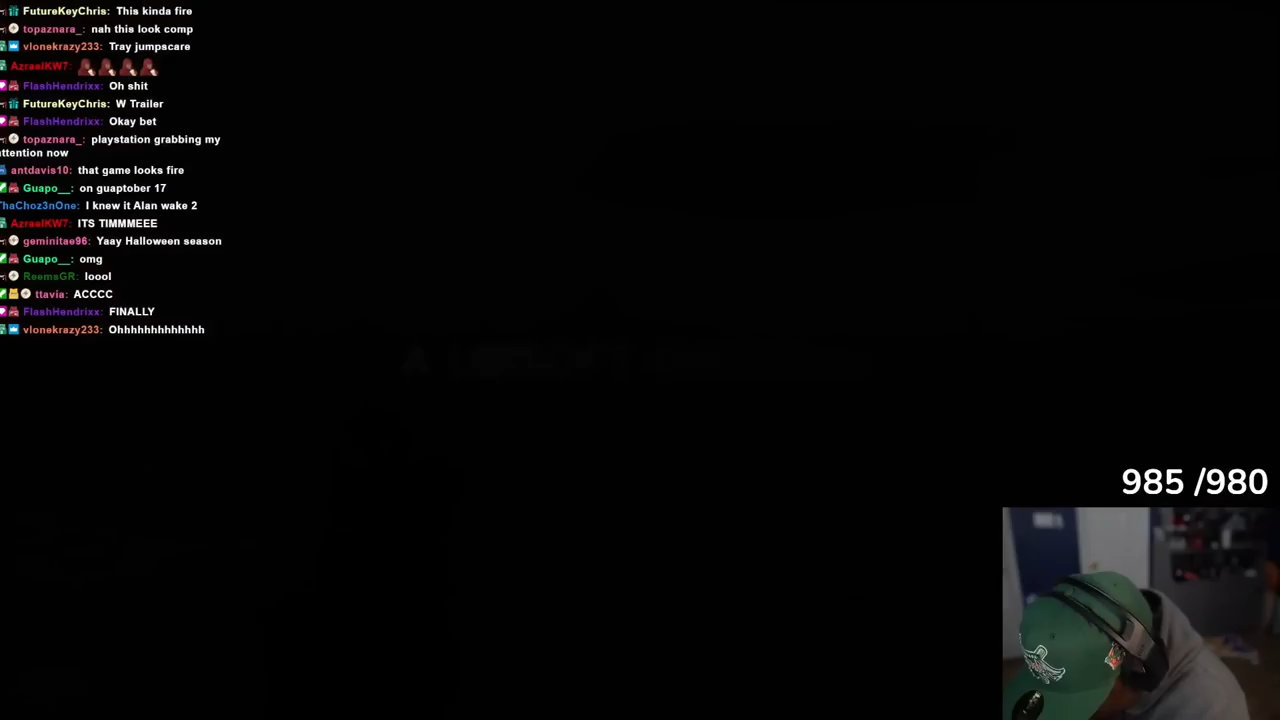 FutureKeyChris: This kinda fire
topaznara_: nah this look comp
vlonekrazy233: Tray jumpscare
AzraelKW7:
FlashHendrixx: Oh shit
FutureKeyChris: W Trailer
FlashHendrixx: Okay bet
topaznara_: playstation grabbing my
ttention now
antdavis10: that game looks fire
Guapo__: on guaptober 17
ThaChoz3nOne: I knew it Alan wake 2
AzraelKW7: ITS TIMMMEEE
geminitae96: Yaay Halloween season
Guapo__: omg
ReemsGR: loool
ttavia: ACCCC
FlashHendrixx: FINALLY
vlonekrazy233: Ohhhhhhhhhhhhh
985 /980